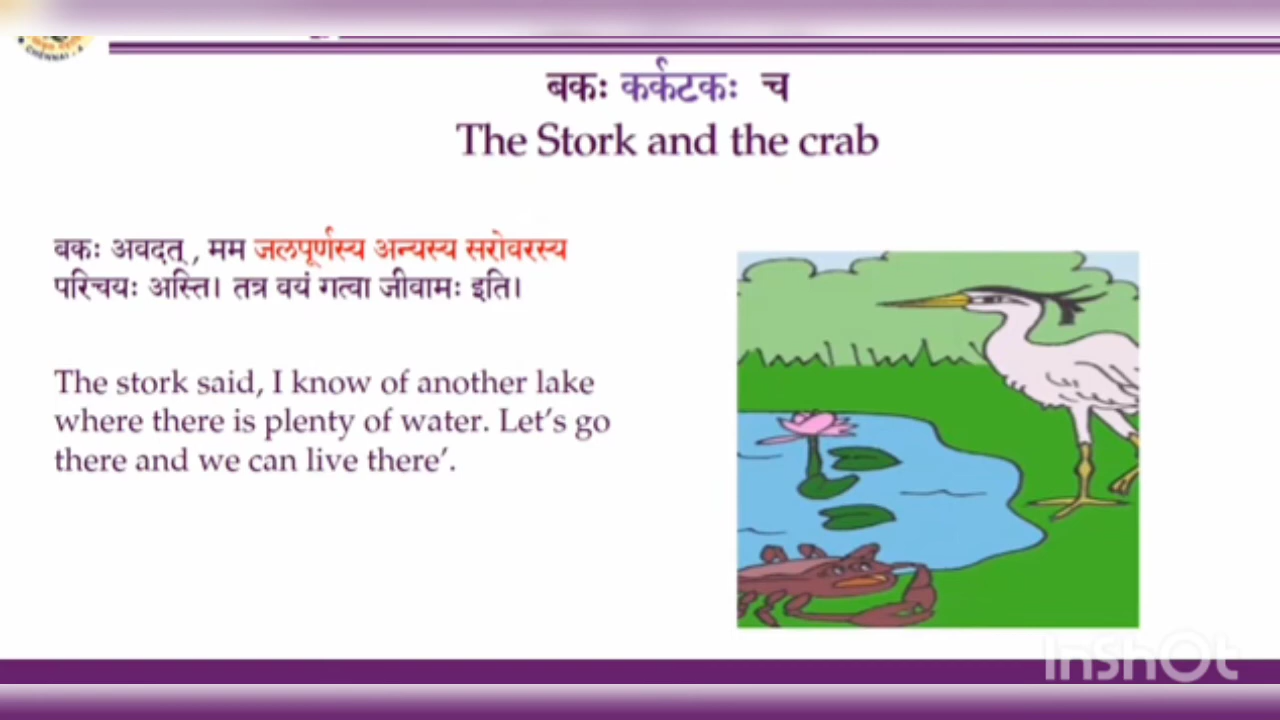 CHENNAI - 4
बकः कर्कटकः च
The Stork and the crab
बकः अवदत् , मम जलपूर्णस्य अन्यस्य सरोवरस्य
परिचयः अस्ति। तत्र वयं गत्वा जीवामः इति।
The stork said, I know of another lake
where there is plenty of water. Let’s go
there and we can live there’.
InShOt